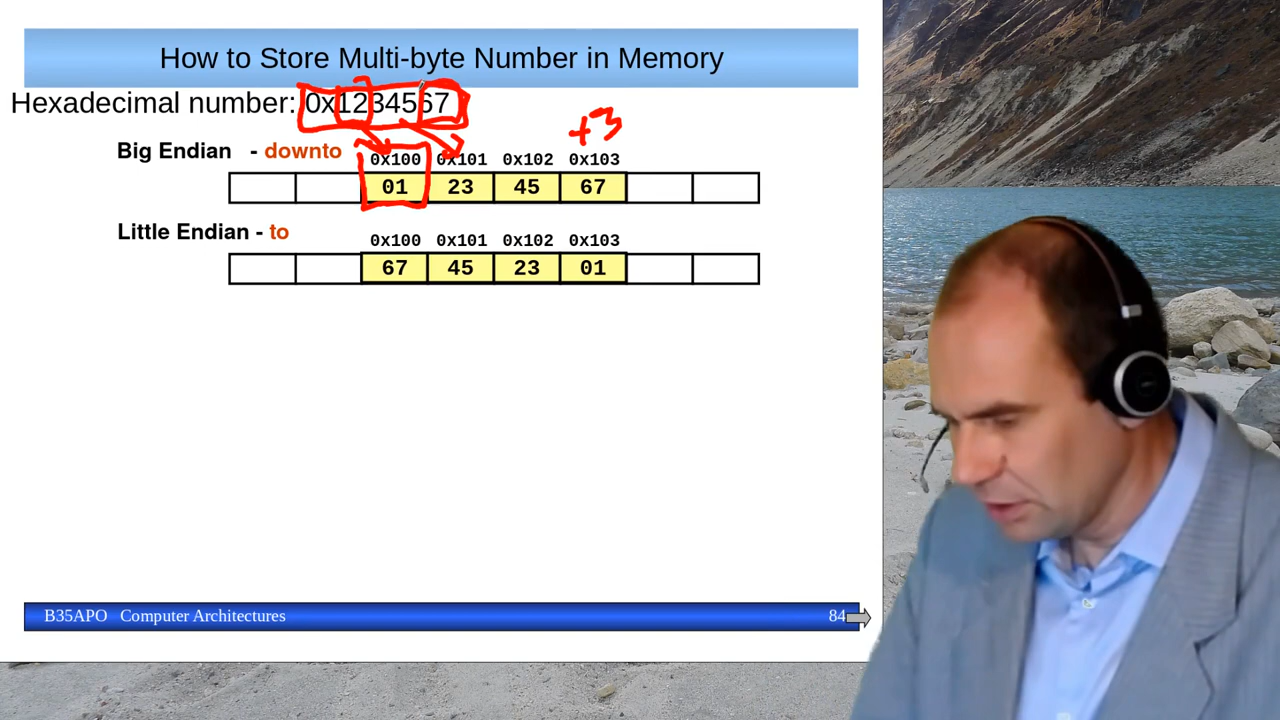 How to Store Multi-byte Number in Memory
Hexadecimal number: 0x1234567
+3
Big Endian - downto
0x100 0x101 0x102 0x103
01 23 45 67
Little Endian - to
0x100 0x101 0x102 0x103
67 45 23 01
B35APO Computer Architectures 84